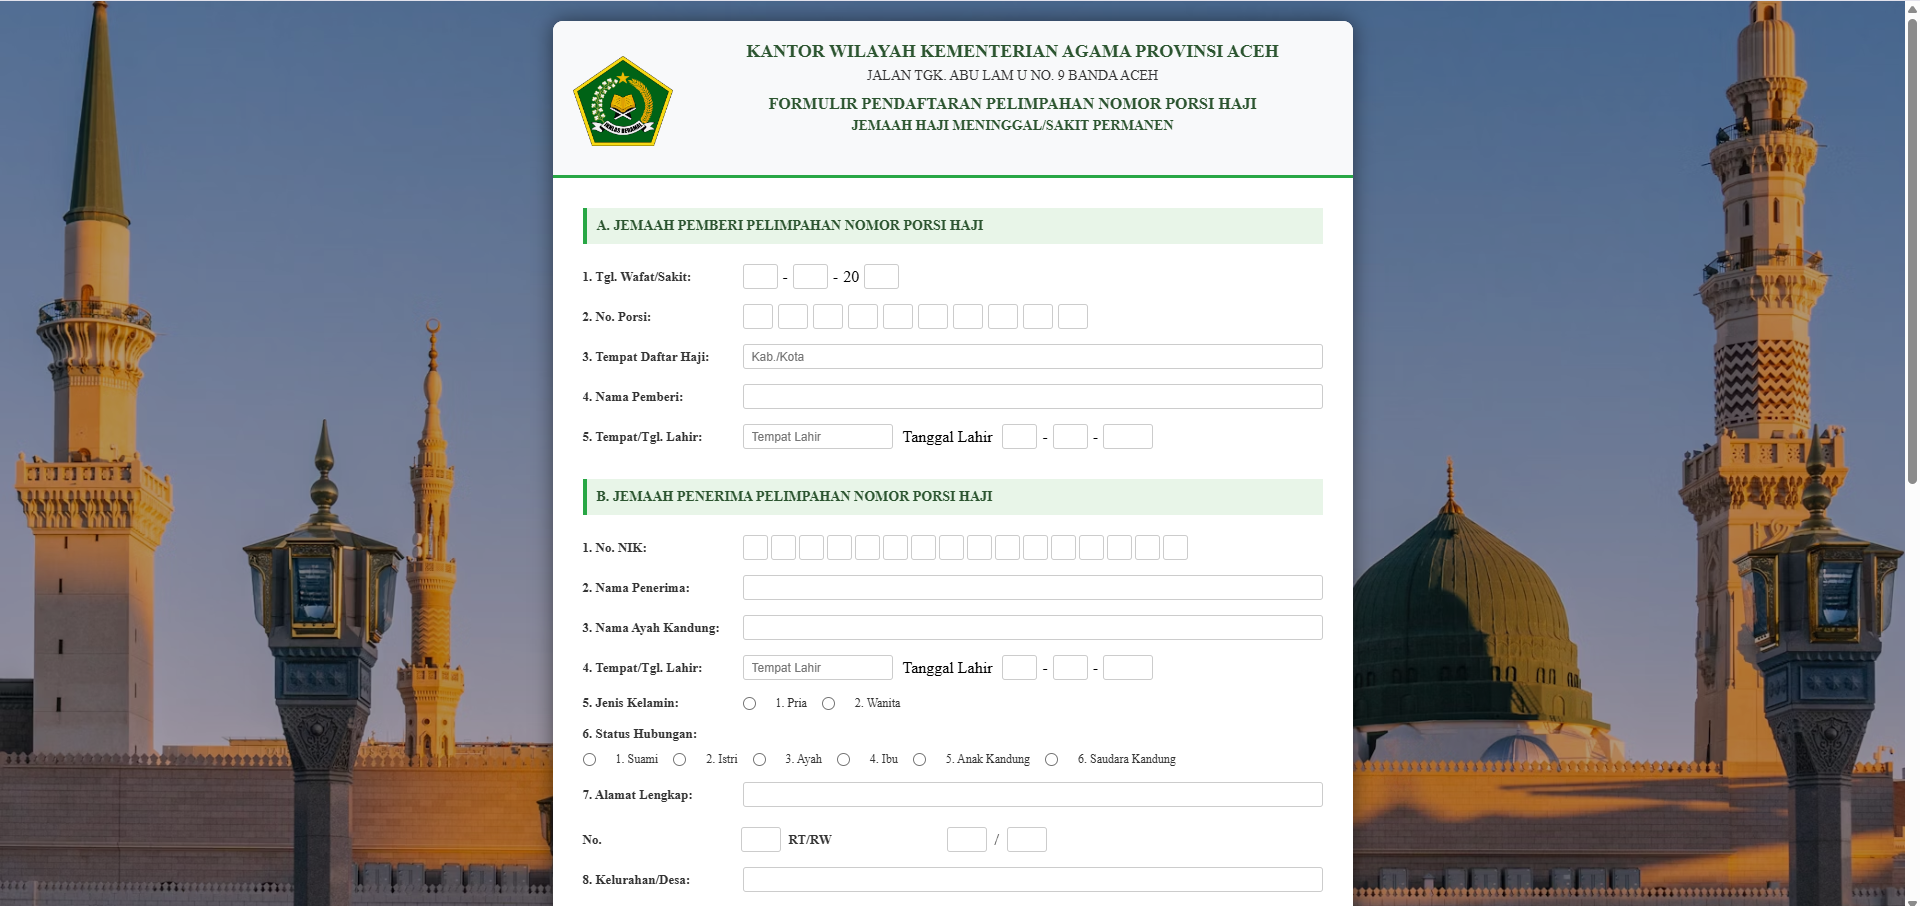 KANTOR WILAYAH KEMENTERIAN AGAMA PROVINSI ACEH
JALAN TGK. ABU LAM U NO. 9 BANDA ACEH
FORMULIR PENDAFTARAN PELIMPAHAN NOMOR PORSI HAJI
JEMAAH HAJI MENINGGAL/SAKIT PERMANEN
IKHLAS BERAMAL
A. JEMAAH PEMBERI PELIMPAHAN NOMOR PORSI HAJI
1. Tgl. Wafat/Sakit: - - 20
2. No. Porsi:
3. Tempat Daftar Haji: Kab./Kota
4. Nama Pemberi:
5. Tempat/Tgl. Lahir: Tempat Lahir Tanggal Lahir - -
B. JEMAAH PENERIMA PELIMPAHAN NOMOR PORSI HAJI
1. No. NIK:
2. Nama Penerima:
3. Nama Ayah Kandung:
4. Tempat/Tgl. Lahir: Tempat Lahir Tanggal Lahir - -
5. Jenis Kelamin: 1. Pria 2. Wanita
6. Status Hubungan:
1. Suami 2. Istri 3. Ayah 4. Ibu 5. Anak Kandung 6. Saudara Kandung
7. Alamat Lengkap:
No. RT/RW /
8. Kelurahan/Desa: